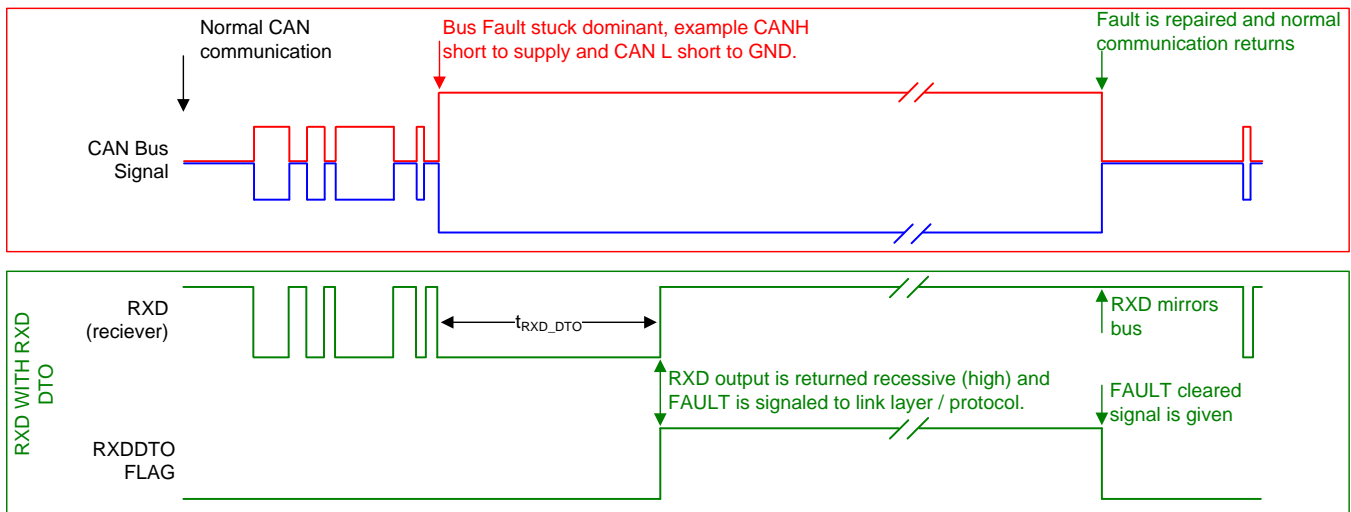 Normal CAN
communication
Bus Fault stuck dominant, example CANH
short to supply and CAN L short to GND.
Fault is repaired and normal
communication returns
CAN Bus
Signal
RXD WITH RXD
DTO
RXD
(reciever)
tRXD_DTO
RXD mirrors
bus
RXD output is returned recessive (high) and
FAULT is signaled to link layer / protocol.
FAULT cleared
signal is given
RXDDTO
FLAG